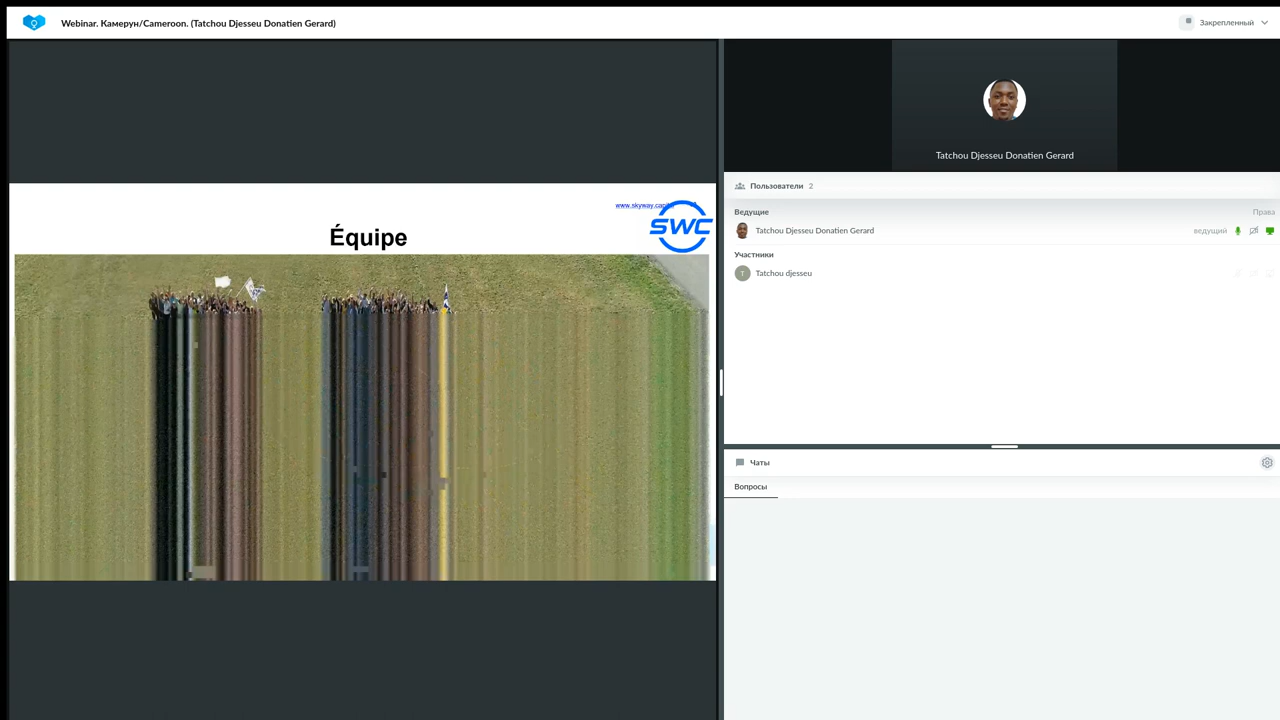 Webinar. Камерун/Cameroon. (Tatchou Djesseu Donatien Gerard)
Закрепленный
www.skyway.capi
SWC
Équipe
Tatchou Djesseu Donatien Gerard
Пользователи 2
Ведущие
Права
Tatchou Djesseu Donatien Gerard
ведущий
Участники
T
Tatchou djesseu
Чаты
Вопросы